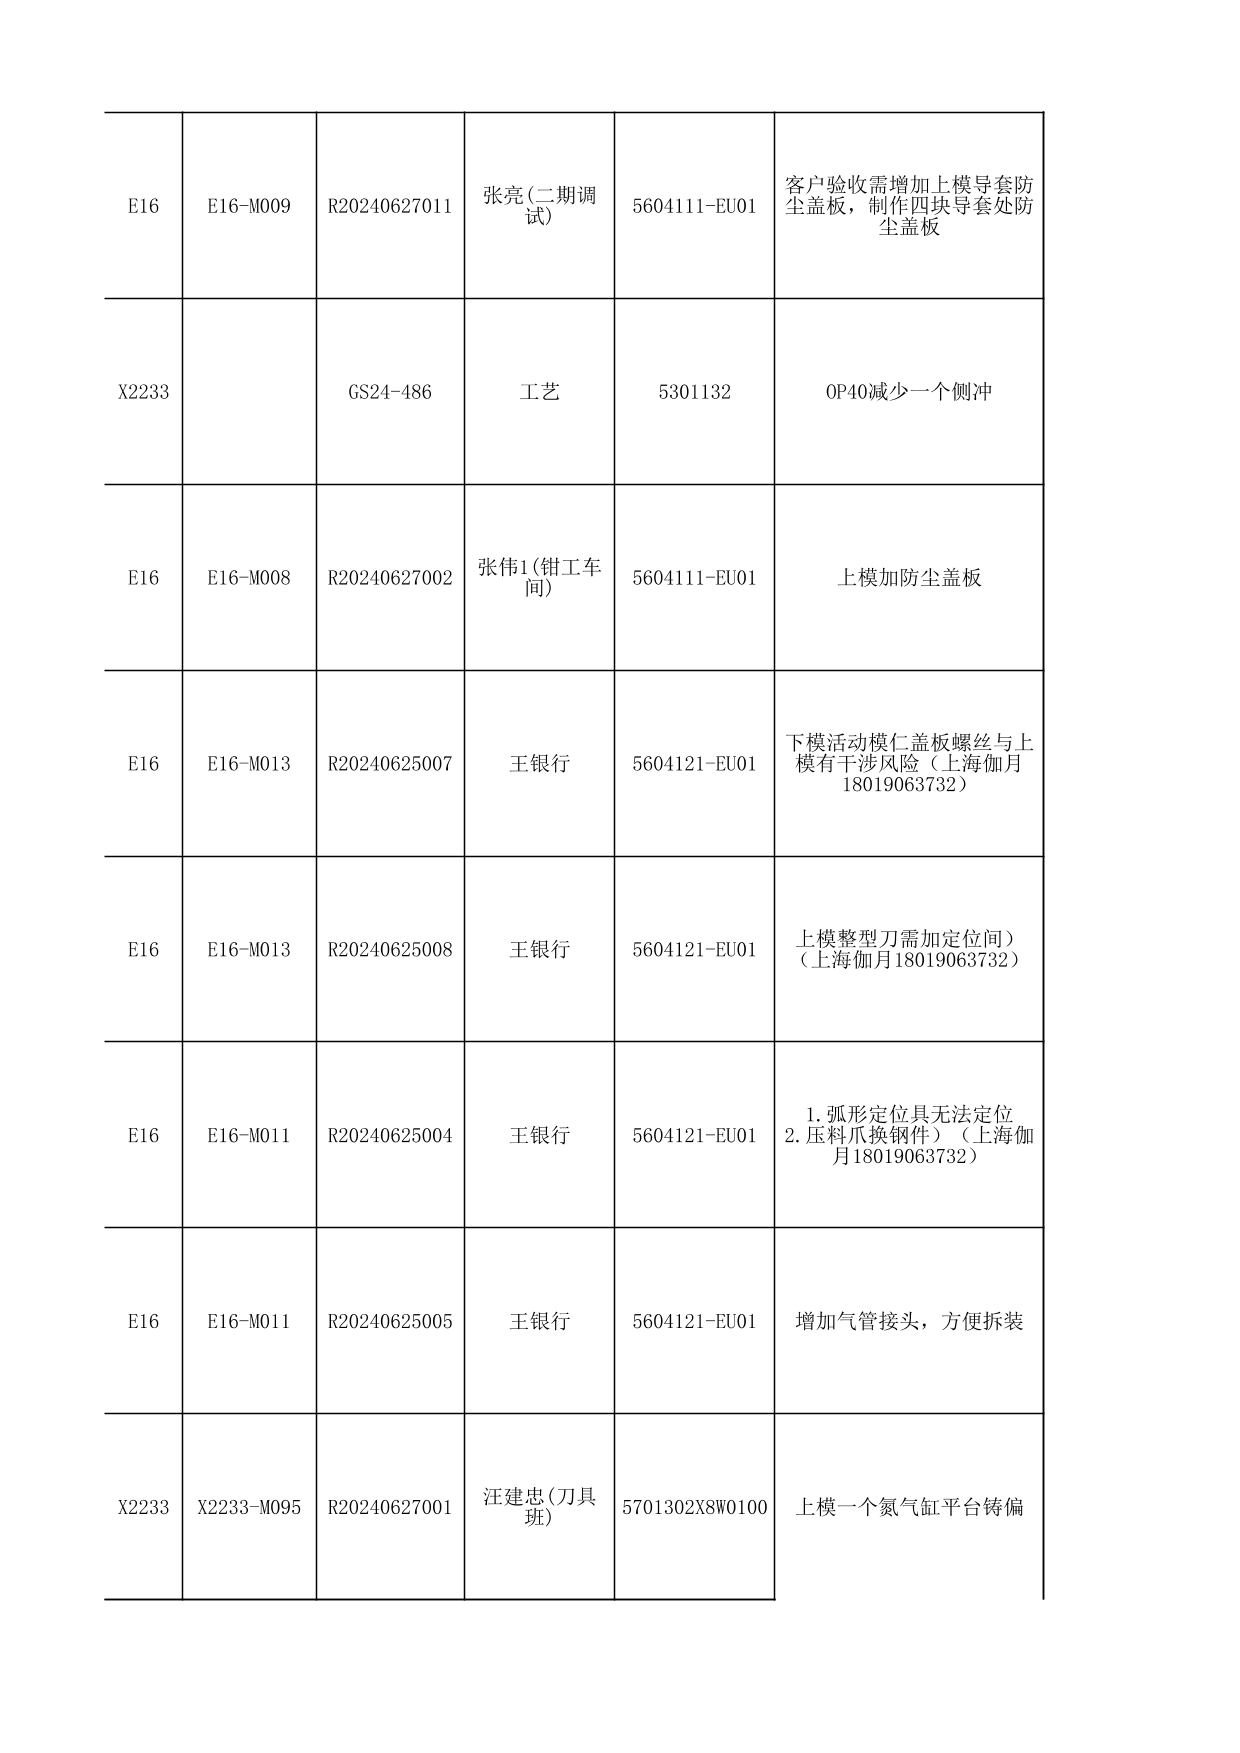 E16 E16-M009 R20240627011 张亮(二期调 5604111-EU01 客户验收需增加上模导套防
试) 尘盖板，制作四块导套处防
尘盖板
X2233 GS24-486 工艺 5301132 OP40减少一个侧冲
E16 E16-M008 R20240627002 张伟1(钳工车 5604111-EU01 上模加防尘盖板
间)
E16 E16-M013 R20240625007 王银行 5604121-EU01 下模活动模仁盖板螺丝与上
模有干涉风险（上海伽月
18019063732）
E16 E16-M013 R20240625008 王银行 5604121-EU01 上模整型刀需加定位间）
（上海伽月18019063732）
E16 E16-M011 R20240625004 王银行 5604121-EU01 1.弧形定位具无法定位
2.压料爪换钢件）（上海伽
月18019063732）
E16 E16-M011 R20240625005 王银行 5604121-EU01 增加气管接头，方便拆装
X2233 X2233-M095 R20240627001 汪建忠(刀具 5701302X8W0100 上模一个氮气缸平台铸偏
班)